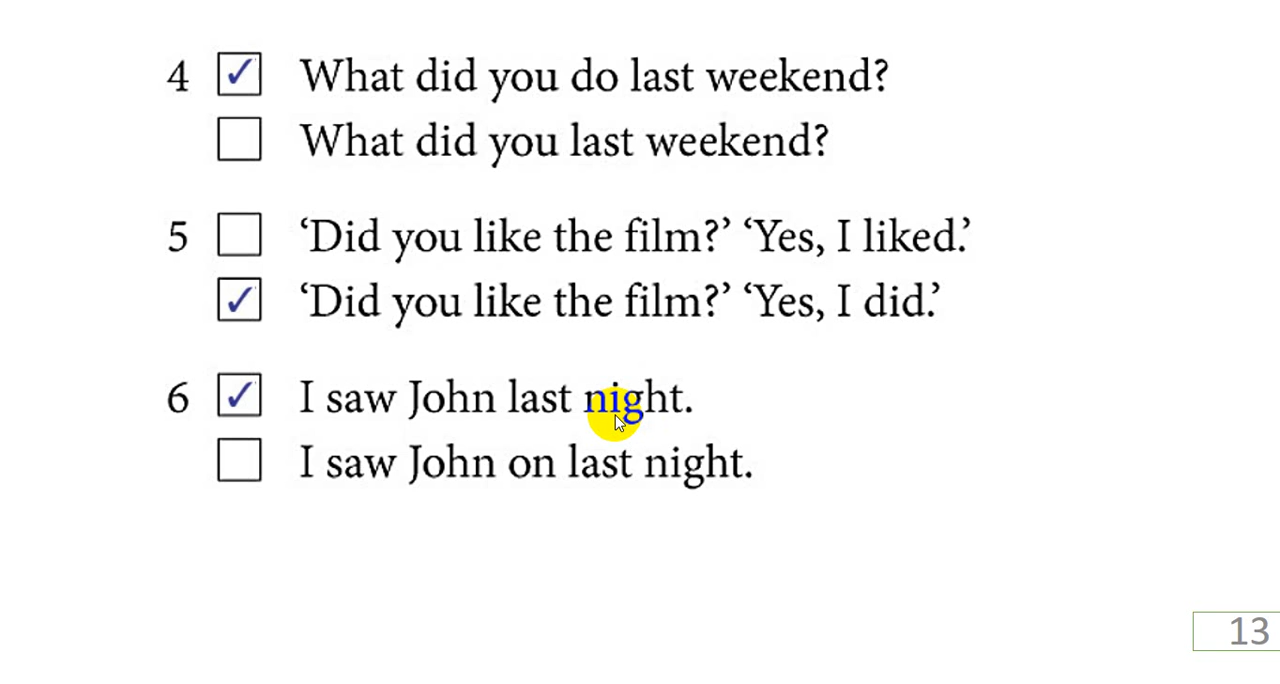 4 ✓ What did you do last weekend?
What did you last weekend?
5 ‘Did you like the film?’ ‘Yes, I liked.’
✓ ‘Did you like the film?’ ‘Yes, I did.’
6 ✓ I saw John last night.
I saw John on last night.
13